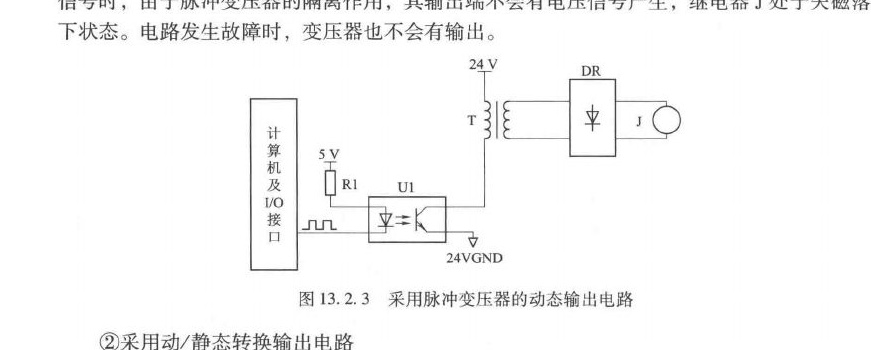 信号时，由于脉冲变压器的隔离作用，其输出端不会有电压信号产生，继电器J处于失磁落
下状态。电路发生故障时，变压器也不会有输出。
24 V
DR
T
J
计算机及I/O接口
5 V
R1
U1
24VGND
图 13. 2. 3 采用脉冲变压器的动态输出电路
②采用动/静态转换输出电路